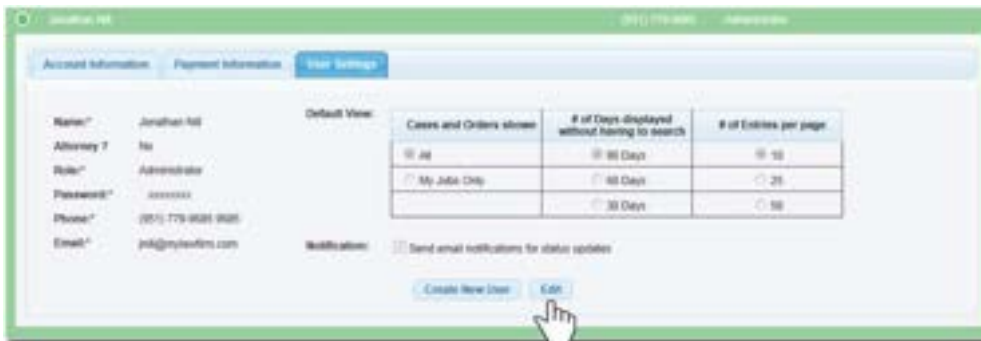 Jonathan Hill (951) 779-9685 Administrator
Account Information Payment Information User Settings
Name:* Jonathan Hill
Attorney ? No
Role:* Administrator
Password:*
Phone:* (951) 779-9685 9685
Email:*
Default View:
Cases and Orders shown # of Days displayed without having to search # of Entries per page
All 90 Days 10
My Jobs Only 60 Days 25
30 Days 50
Notification: Send email notifications for status updates
Create New User Edit